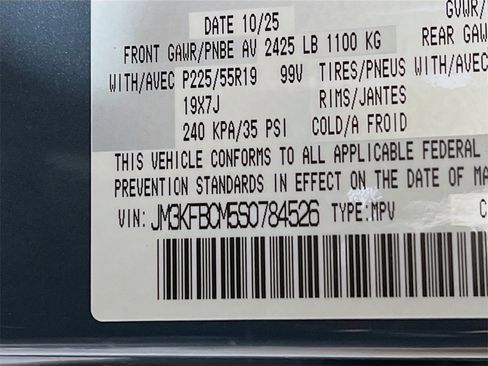 GVWR/
DATE 10/25
FRONT GAWR/PNBE AV 2425 LB 1100 KG REAR GAW
WITH/AVEC P225/55R19 99V TIRES/PNEUS WITH/AVEC
19X7J RIMS/JANTES
240 KPA/35 PSI COLD/A FROID
THIS VEHICLE CONFORMS TO ALL APPLICABLE FEDERAL
PREVENTION STANDARDS IN EFFECT ON THE DATE OF MA
VIN: JM3KFBCM5S0784526 TYPE:MPV